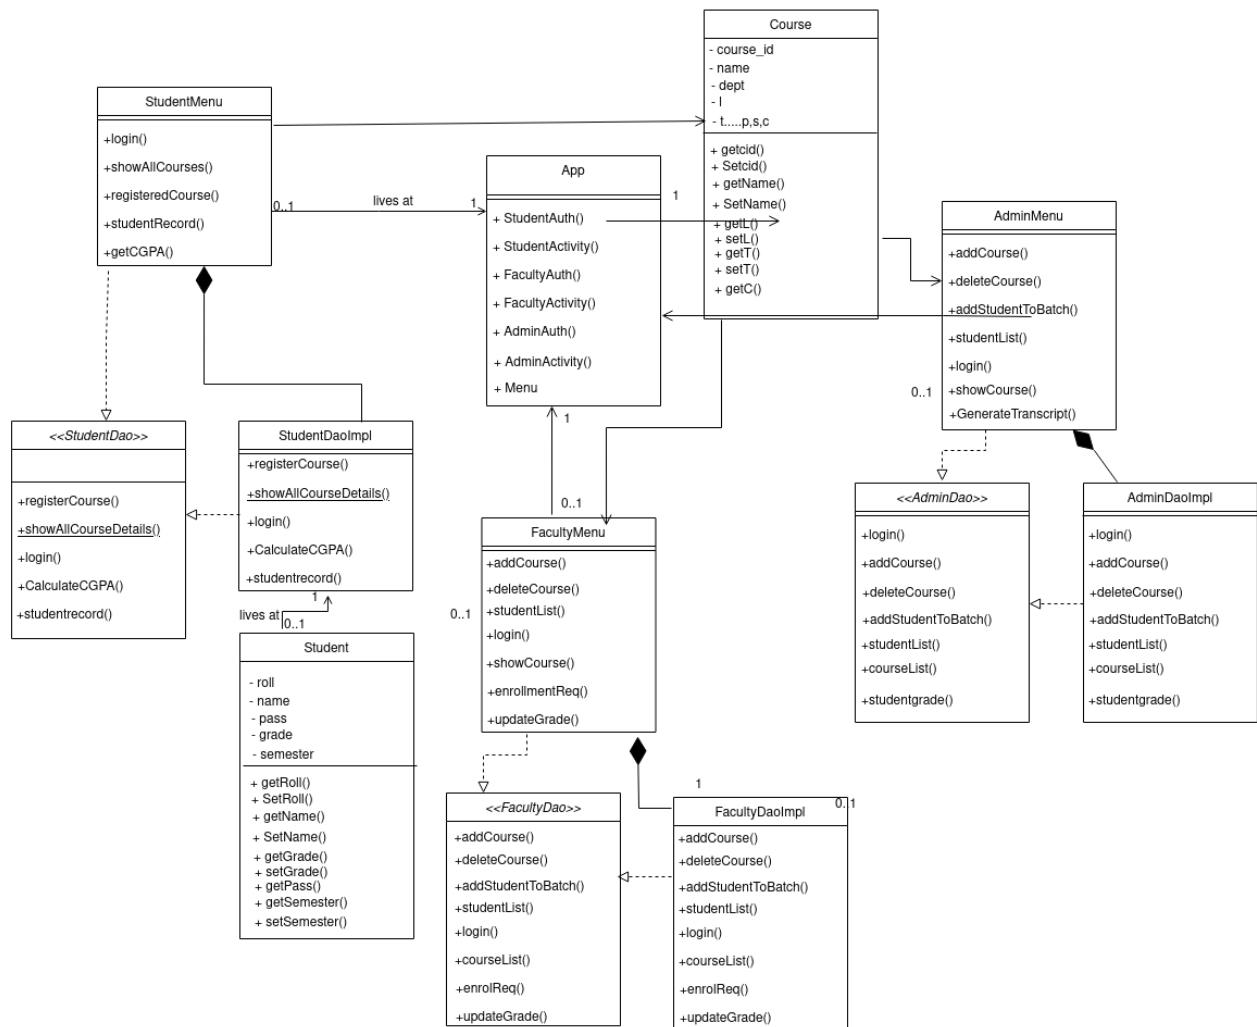 Course
- course_id
- name
- dept
- l
- t.....p,s,c
+ getcid()
+ Setcid()
+ getName()
+ SetName()
+ getL()
+ setL()
+ getT()
+ setT()
+ getC()
StudentMenu
+login()
+showAllCourses()
+registeredCourse()
+studentRecord()
+getCGPA()
0..1
lives at
1
App
+ StudentAuth()
+ StudentActivity()
+ FacultyAuth()
+ FacultyActivity()
+ AdminAuth()
+ AdminActivity()
+ Menu
1
AdminMenu
+addCourse()
+deleteCourse()
+addStudentToBatch()
+studentList()
+login()
+showCourse()
+GenerateTranscript()
0..1
1
0..1
<<StudentDao>>
+registerCourse()
+showAllCourseDetails()
+login()
+CalculateCGPA()
+studentrecord()
StudentDaoImpl
+registerCourse()
+showAllCourseDetails()
+login()
+CalculateCGPA()
+studentrecord()
1
lives at
0..1
Student
- roll
- name
- pass
- grade
- semester
+ getRoll()
+ SetRoll()
+ getName()
+ SetName()
+ getGrade()
+ setGrade()
+ getPass()
+ getSemester()
+ setSemester()
FacultyMenu
+addCourse()
+deleteCourse()
+studentList()
+login()
+showCourse()
+enrollmentReq()
+updateGrade()
0..1
<<AdminDao>>
+login()
+addCourse()
+deleteCourse()
+addStudentToBatch()
+studentList()
+courseList()
+studentgrade()
AdminDaoImpl
+login()
+addCourse()
+deleteCourse()
+addStudentToBatch()
+studentList()
+courseList()
+studentgrade()
<<FacultyDao>>
+addCourse()
+deleteCourse()
+addStudentToBatch()
+studentList()
+login()
+courseList()
+enrolReq()
+updateGrade()
1
0..1
FacultyDaoImpl
+addCourse()
+deleteCourse()
+addStudentToBatch()
+studentList()
+login()
+courseList()
+enrolReq()
+updateGrade()